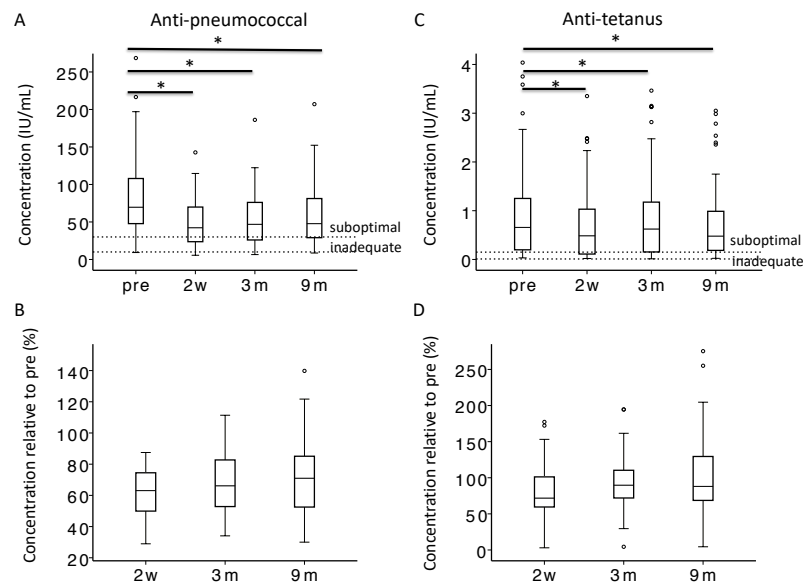 A
Anti-pneumococcal
Concentration (IU/mL)
250
200
150
100
50
0
*
*
*
suboptimal
inadequate
pre
2w
3m
9m
C
Anti-tetanus
Concentration (IU/mL)
4
3
2
1
0
*
*
*
suboptimal
inadequate
pre
2w
3m
9m
B
Concentration relative to pre (%)
140
120
100
80
60
40
20
2w
3m
9m
D
Concentration relative to pre (%)
250
200
150
100
50
0
2w
3m
9m